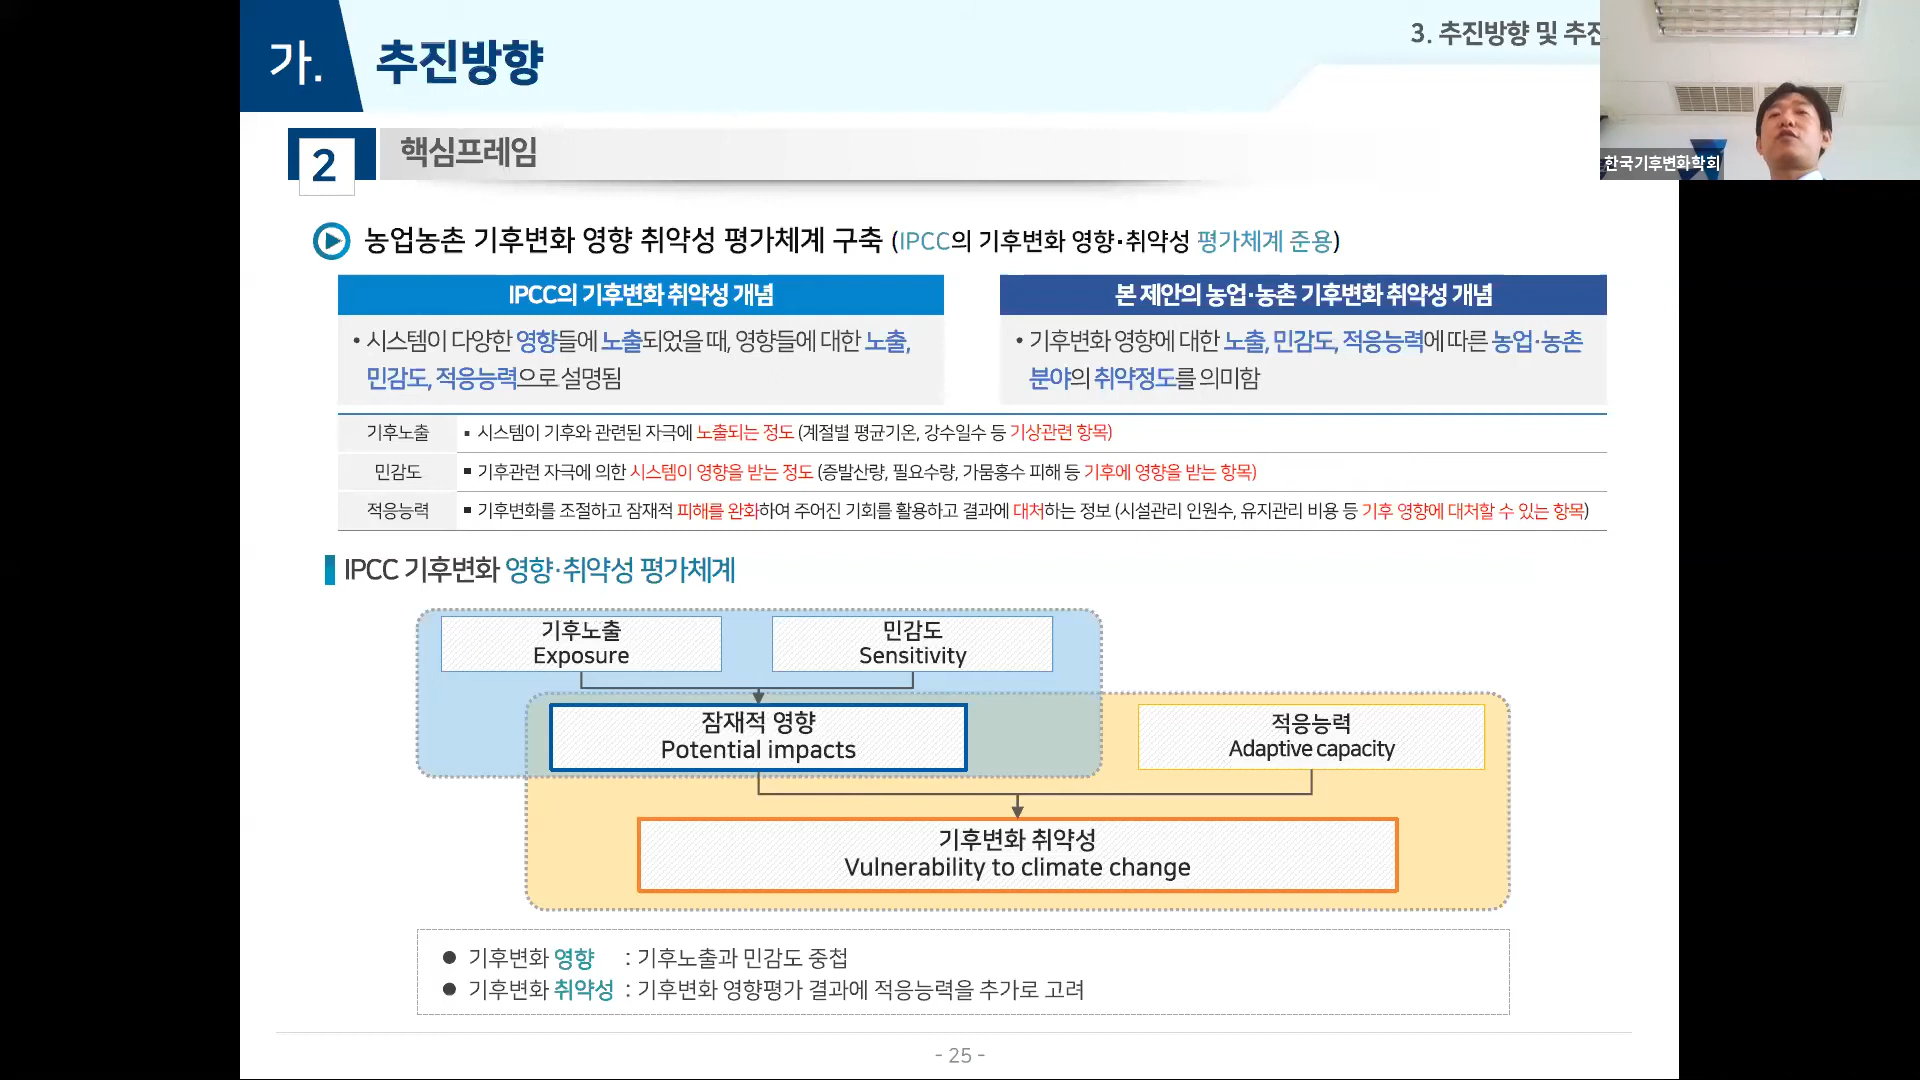 가. 추진방향
3. 추진방향 및 추진
한국기후변화학회
2 핵심프레임
농업농촌 기후변화 영향 취약성 평가체계 구축 (IPCC의 기후변화 영향·취약성 평가체계 준용)
IPCC의 기후변화 취약성 개념
• 시스템이 다양한 영향들에 노출되었을 때, 영향들에 대한 노출,
민감도, 적응능력으로 설명됨
본 제안의 농업·농촌 기후변화 취약성 개념
• 기후변화 영향에 대한 노출, 민감도, 적응능력에 따른 농업·농촌
분야의 취약정도를 의미함
기후노출 ▪ 시스템이 기후와 관련된 자극에 노출되는 정도 (계절별 평균기온, 강수일수 등 기상관련 항목)
민감도 ▪ 기후관련 자극에 의한 시스템이 영향을 받는 정도 (증발산량, 필요수량, 가뭄홍수 피해 등 기후에 영향을 받는 항목)
적응능력 ▪ 기후변화를 조절하고 잠재적 피해를 완화하여 주어진 기회를 활용하고 결과에 대처하는 정보 (시설관리 인원수, 유지관리 비용 등 기후 영향에 대처할 수 있는 항목)
IPCC 기후변화 영향·취약성 평가체계
기후노출
Exposure
민감도
Sensitivity
잠재적 영향
Potential impacts
적응능력
Adaptive capacity
기후변화 취약성
Vulnerability to climate change
● 기후변화 영향 : 기후노출과 민감도 중첩
● 기후변화 취약성 : 기후변화 영향평가 결과에 적응능력을 추가로 고려
- 25 -